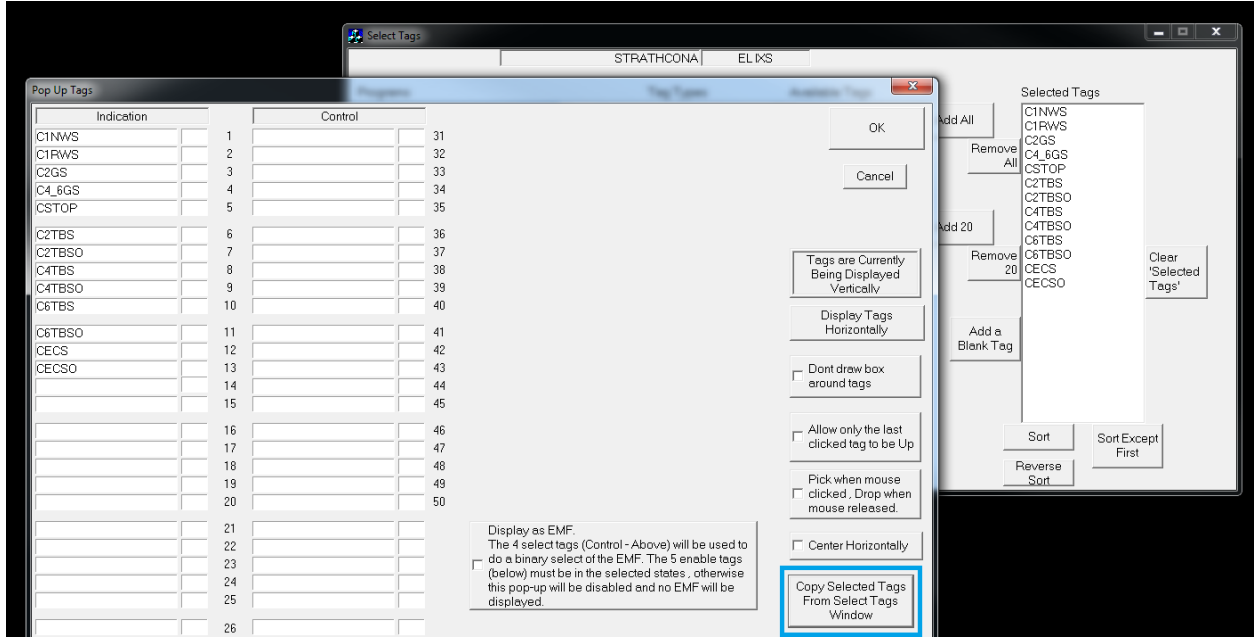 Select Tags
STRATHCONA ELIXS
Pop Up Tags
Programs Tag Types Available Tags
Selected Tags
Indication Control
C1NWS 1 31
C1RWS 2 32
C2GS 3 33
C4_6GS 4 34
CSTOP 5 35
C2TBS 6 36
C2TBSO 7 37
C4TBS 8 38
C4TBSO 9 39
C6TBS 10 40
C6TBSO 11 41
CECS 12 42
CECSO 13 43
14 44
15 45
16 46
17 47
18 48
19 49
20 50
21
22
23
24
25
26
OK
Cancel
Tags are Currently
Being Displayed
Vertically
Display Tags
Horizontally
Dont draw box
around tags
Allow only the last
clicked tag to be Up
Pick when mouse
clicked , Drop when
mouse released.
Center Horizontally
Display as EMF.
The 4 select tags (Control - Above) will be used to
do a binary select of the EMF. The 5 enable tags
(below) must be in the selected states , otherwise
this pop-up will be disabled and no EMF will be
displayed.
Copy Selected Tags
From Select Tags
Window
Add All
Remove
All
Add 20
Remove
20
Add a
Blank Tag
C1NWS
C1RWS
C2GS
C4_6GS
CSTOP
C2TBS
C2TBSO
C4TBS
C4TBSO
C6TBS
C6TBSO
CECS
CECSO
Clear
'Selected
Tags'
Sort
Sort Except
First
Reverse
Sort